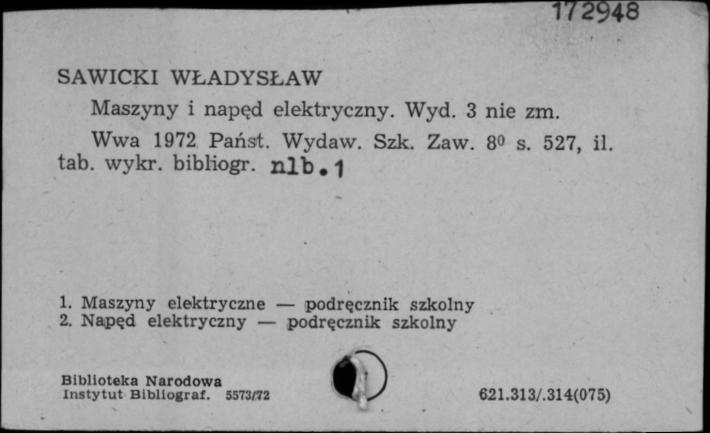 172948
SAWICKI WŁADYSŁAW
Maszyny i napęd elektryczny. Wyd. 3 nie zm.
Wwa 1972 Państ. Wydaw. Szk. Zaw. 8⁰ s. 527, il.
tab. wykr. bibliogr. nlb.1
1. Maszyny elektryczne — podręcznik szkolny
2. Napęd elektryczny — podręcznik szkolny
Biblioteka Narodowa
Instytut Bibliograf. 5573/72
621.313/.314(075)